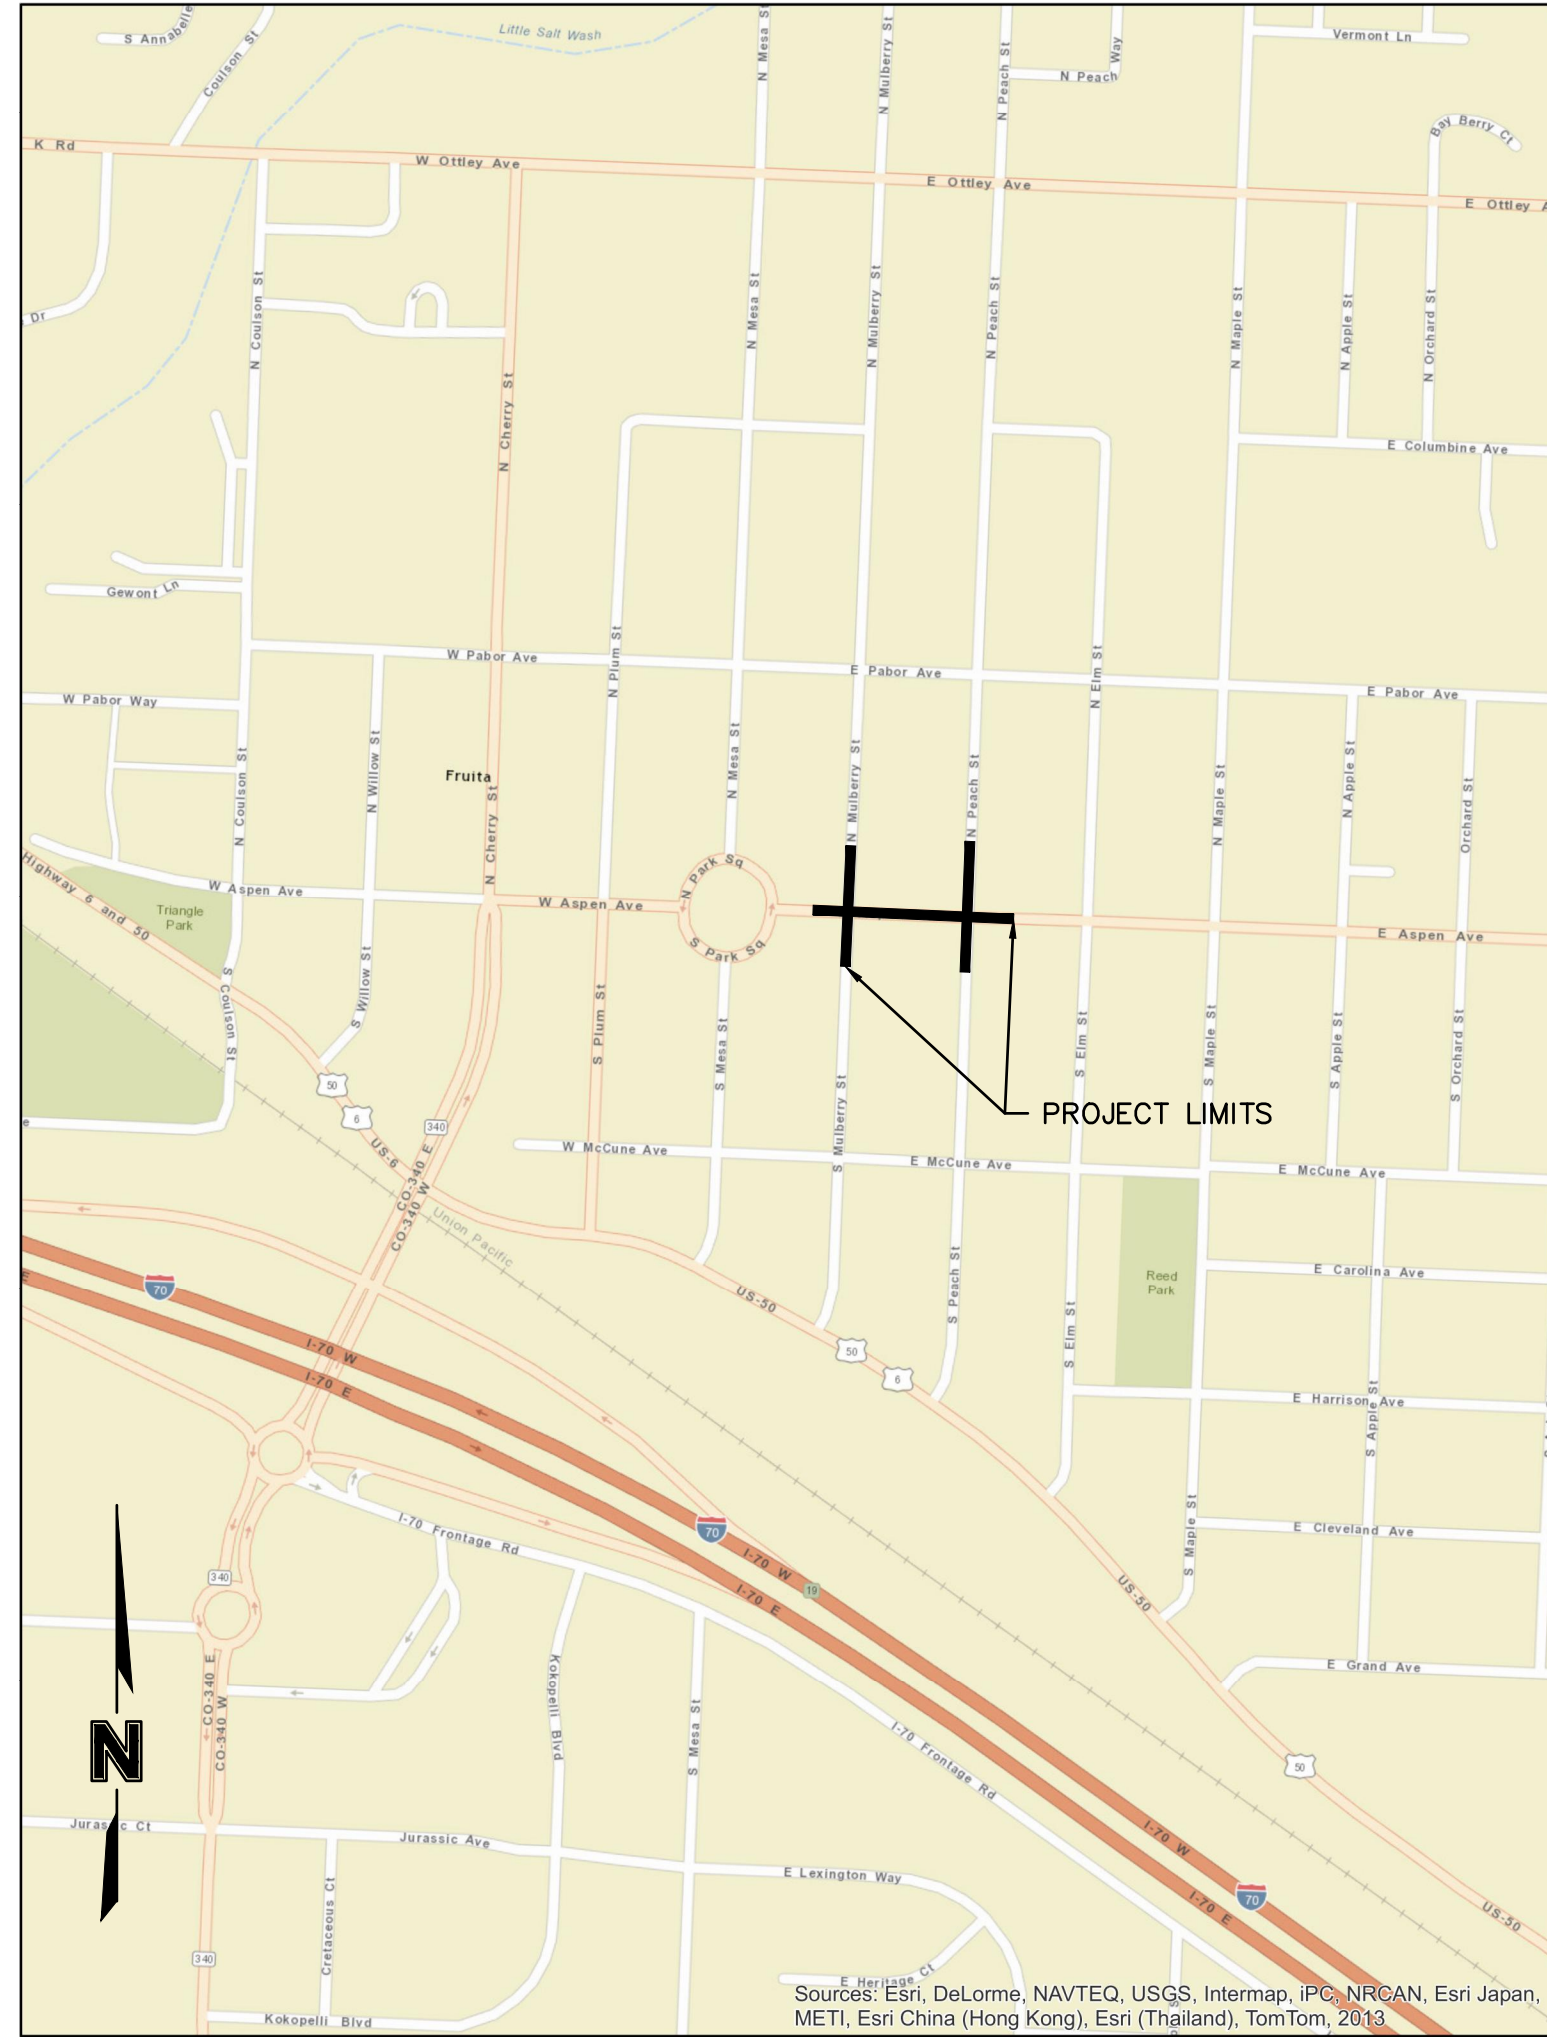 S Annabelle
Coulson St
Little Salt Wash
N Mesa St
N Mulberry St
N Peach St
N Peach Way
Vermont Ln
Bay Berry Ct
K Rd
W Ottley Ave
E Ottley Ave
E Ottley A
Dr
N Coulson St
N Cherry St
N Mesa St
N Mulberry St
N Peach St
N Maple St
N Apple St
N Orchard St
E Columbine Ave
Gewont Ln
W Pabor Ave
N Plum St
E Pabor Ave
N Elm St
E Pabor Ave
W Pabor Way
N Coulson St
N Willow St
Fruita
N Cherry St
N Mesa St
N Mulberry St
N Peach St
N Maple St
N Apple St
Orchard St
Highway 6 and 50
Triangle
Park
W Aspen Ave
W Aspen Ave
N Park Sq
S Park Sq
E Aspen Ave
S Coulson St
S Willow St
S Plum St
S Mesa St
S Mulberry St
S Elm St
S Maple St
S Apple St
S Orchard St
PROJECT LIMITS
50
6
340
US-6
CO-340 E
CO-340 W
e
W McCune Ave
E McCune Ave
E McCune Ave
Union Pacific
S Peach St
Reed
Park
E Carolina Ave
US-50
70
E
I-70 W
I-70 E
50
6
S Elm St
E Harrison Ave
S Apple St
I-70 Frontage Rd
70
I-70 W
I-70 E
19
S Maple St
E Cleveland Ave
US-50
340
CO-340 E
CO-340 W
Kokopelli Blvd
S Mesa St
I-70 Frontage Rd
E Grand Ave
50
N
Jurassic Ct
Jurassic Ave
E Lexington Way
I-70 W
I-70 E
70
US-50
Cretaceous Ct
340
E Heritage Ct
Kokopelli Blvd
Sources: Esri, DeLorme, NAVTEQ, USGS, Intermap, iPC, NRCAN, Esri Japan,
METI, Esri China (Hong Kong), Esri (Thailand), TomTom, 2013